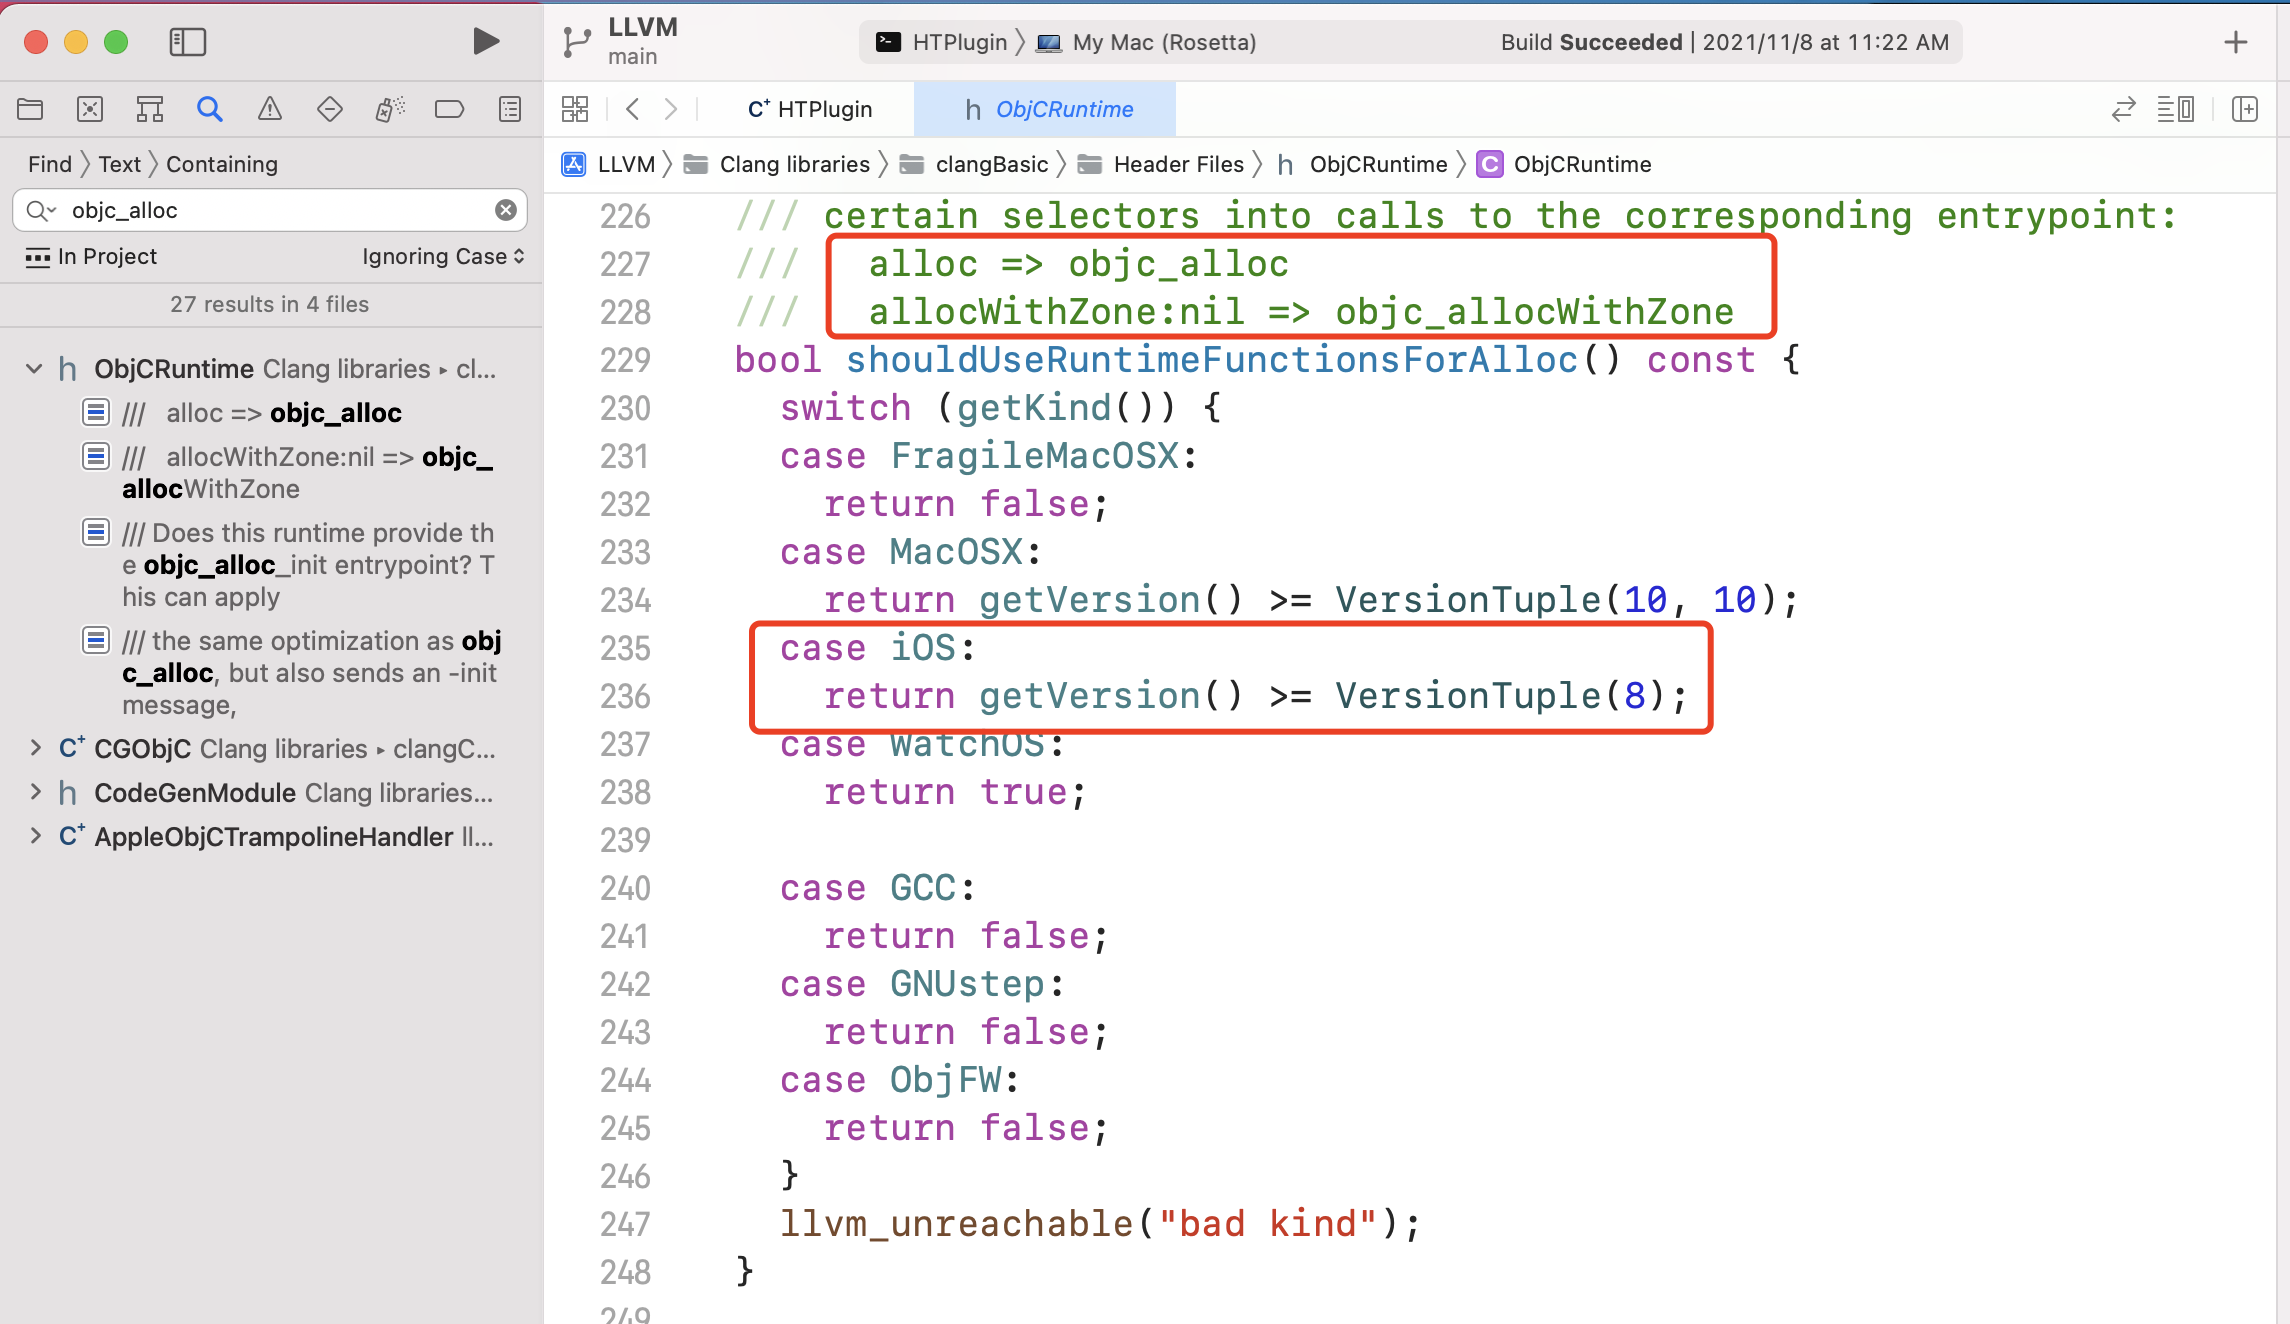 LLVM
main
HTPlugin
My Mac (Rosetta)
Build Succeeded | 2021/11/8 at 11:22 AM
C+ HTPlugin
h ObjCRuntime
Find Text Containing
LLVM Clang libraries clangBasic Header Files h ObjCRuntime C ObjCRuntime
objc_alloc
In Project
Ignoring Case
27 results in 4 files
h ObjCRuntime Clang libraries ▸ cl...
/// alloc => objc_alloc
/// allocWithZone:nil => objc_
allocWithZone
/// Does this runtime provide th
e objc_alloc_init entrypoint? T
his can apply
/// the same optimization as obj
c_alloc, but also sends an -init
message,
C+ CGObjC Clang libraries ▸ clangC...
h CodeGenModule Clang libraries...
C+ AppleObjCTrampolineHandler ll...
226 /// certain selectors into calls to the corresponding entrypoint:
227 ///   alloc => objc_alloc
228 ///   allocWithZone:nil => objc_allocWithZone
229 bool shouldUseRuntimeFunctionsForAlloc() const {
230   switch (getKind()) {
231   case FragileMacOSX:
232     return false;
233   case MacOSX:
234     return getVersion() >= VersionTuple(10, 10);
235   case iOS:
236     return getVersion() >= VersionTuple(8);
237   case WatchOS:
238     return true;
239
240   case GCC:
241     return false;
242   case GNUstep:
243     return false;
244   case ObjFW:
245     return false;
246   }
247   llvm_unreachable("bad kind");
248 }
249